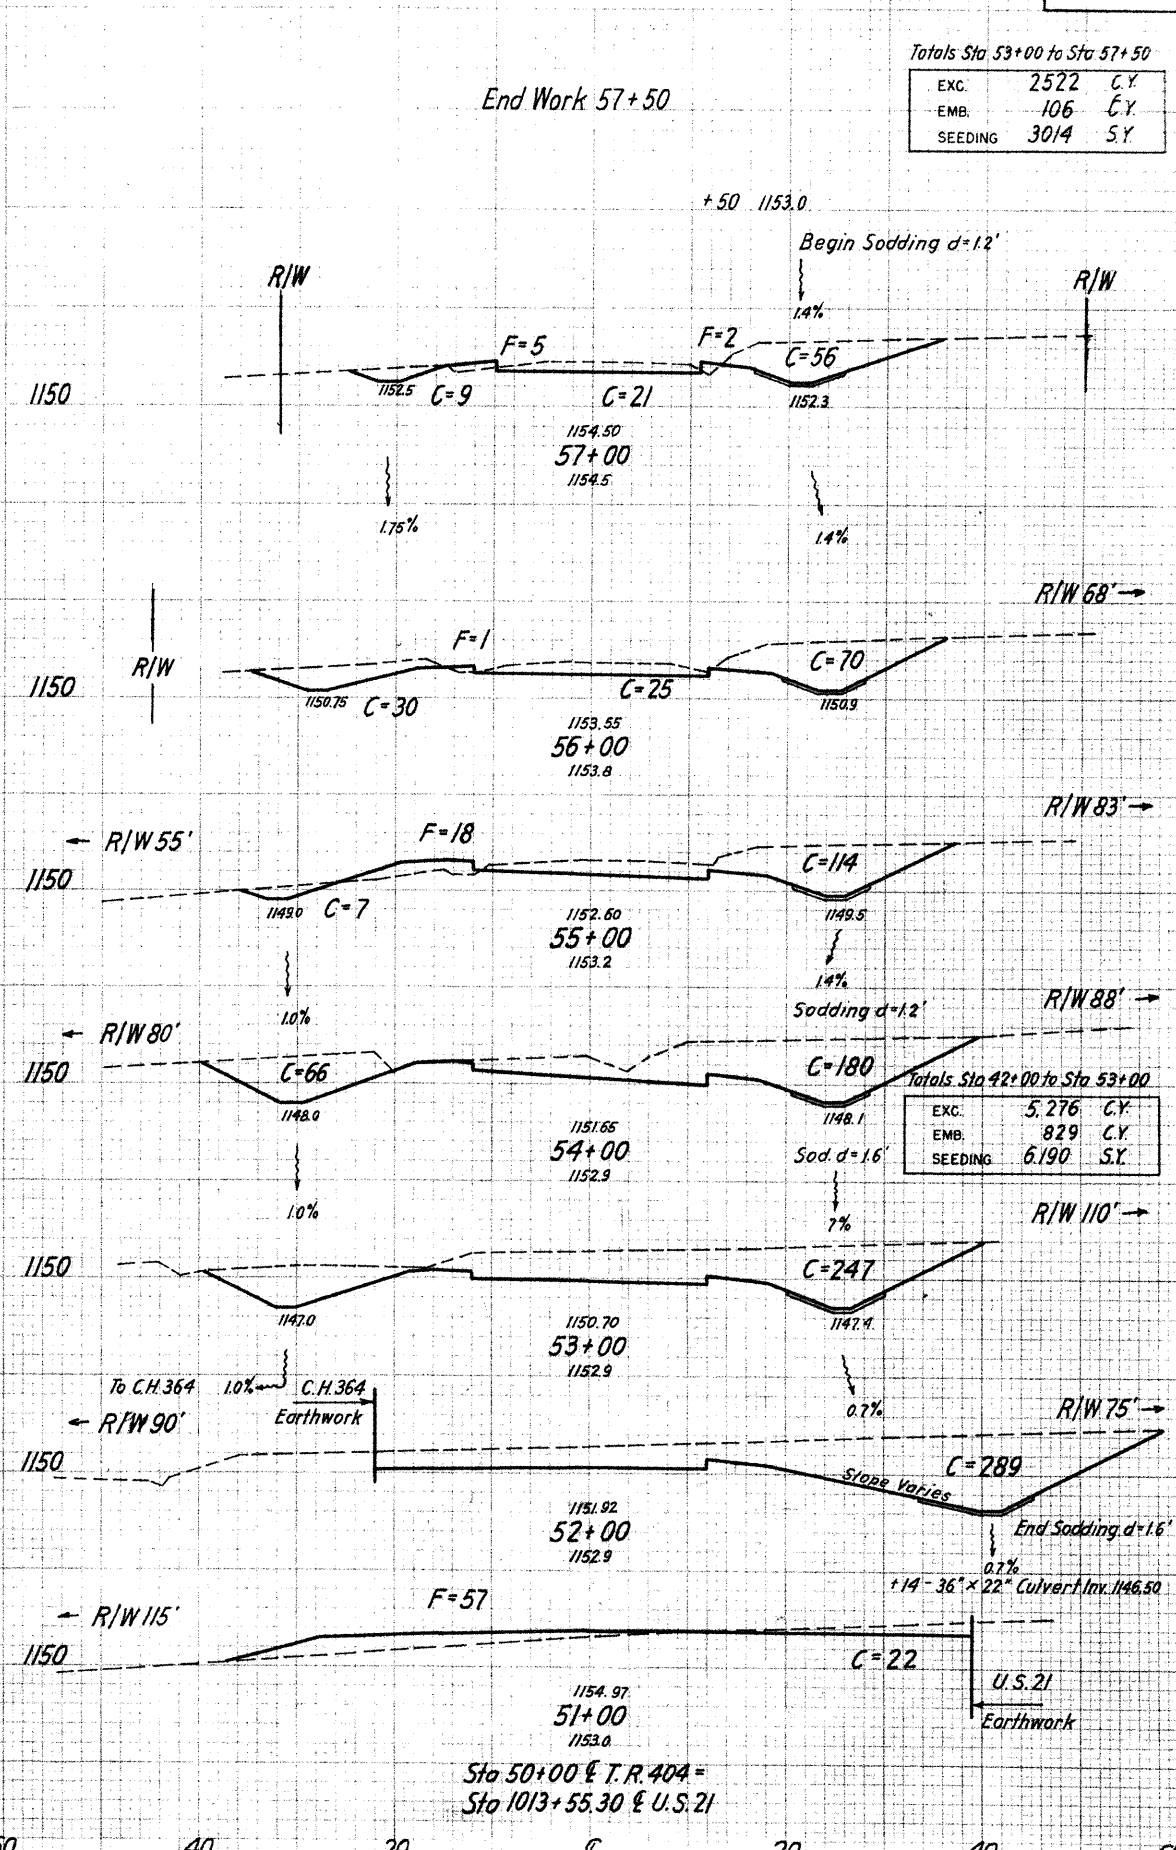 Totals Sta 53+00 to Sta 57+50
EXC. 2522 C.Y.
EMB. 106 C.Y.
SEEDING 3014 S.Y.
End Work 57+50
+50 1153.0
Begin Sodding d=1.2'
R/W
R/W
1.4%
F=5
F=2
C=56
1150
1152.5
C=9
C=21
1152.3
1154.50
57+00
1154.5
1.75%
1.4%
R/W 68'
F=1
R/W
C=70
1150
1150.75
C=30
C=25
1150.9
1153.55
56+00
1153.8
R/W 83'
R/W 55'
F=18
C=114
1150
1149.0
C=7
1152.60
1149.5
55+00
1153.2
1.4%
1.0%
Sodding d=1.2'
R/W 88'
R/W 80'
1150
C=66
C=180
Totals Sta 42+00 to Sta 53+00
EXC. 5,276 C.Y.
EMB. 829 C.Y.
SEEDING 6,190 S.Y.
1148.0
1148.1
1151.65
54+00
1152.9
Sod. d=1.6'
1.0%
.7%
R/W 110'
1150
C=247
1147.0
1147.4
1150.70
53+00
1152.9
To C.H. 364 1.0%
C.H. 364
Earthwork
0.7%
R/W 75'
R/W 90'
1150
C=289
Slope Varies
1151.92
52+00
1152.9
End Sodding d=1.6'
0.7%
+14 - 36" x 22" Culvert Inv. 1146.50
R/W 115'
F=57
1150
C=22
U.S. 21
Earthwork
1154.97
51+00
1153.0
Sta 50+00 ℄ T.R. 404 =
Sta 1013+55.30 ℄ U.S. 21
40 20 ℄ 20 40